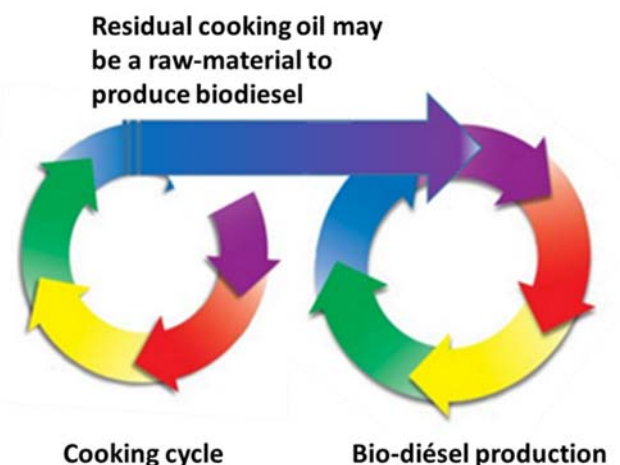 Residual cooking oil may
be a raw-material to
produce biodiesel
Cooking cycle
Bio-diésel production